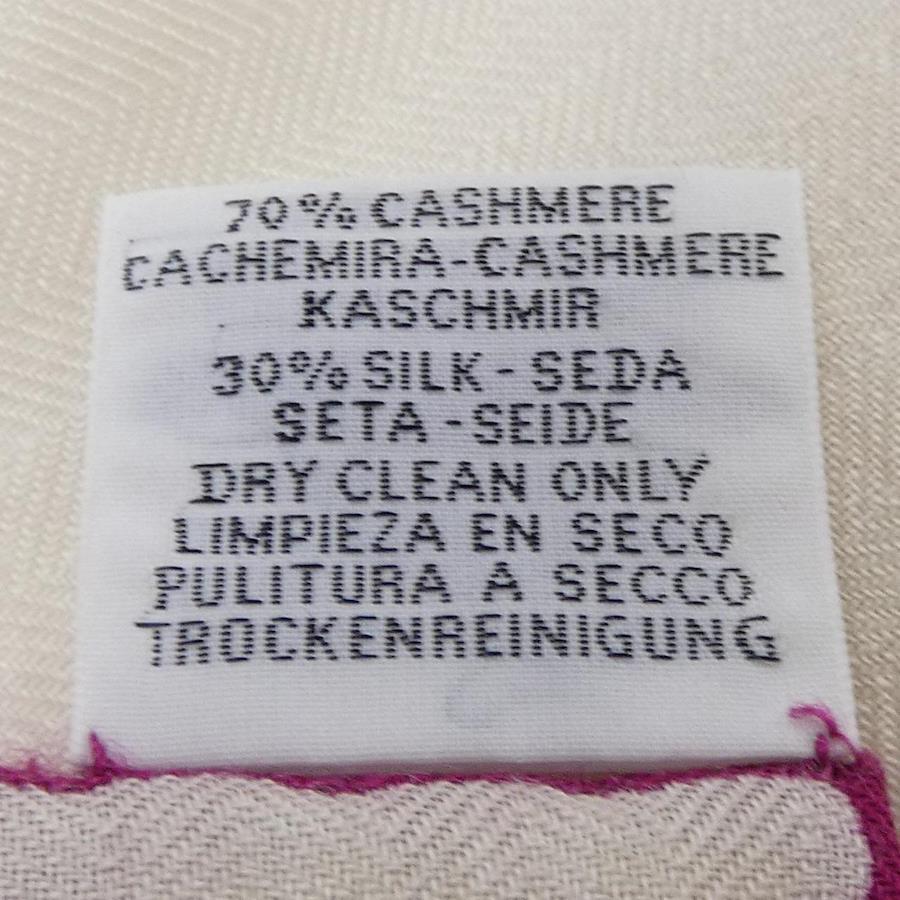 70% CASHMERE
CACHEMIRA-CASHMERE
KASCHMIR
30% SILK - SEDA
SETA - SEIDE
DRY CLEAN ONLY
LIMPIEZA EN SECO
PULITURA A SECCO
TROCKENREINIGUNG